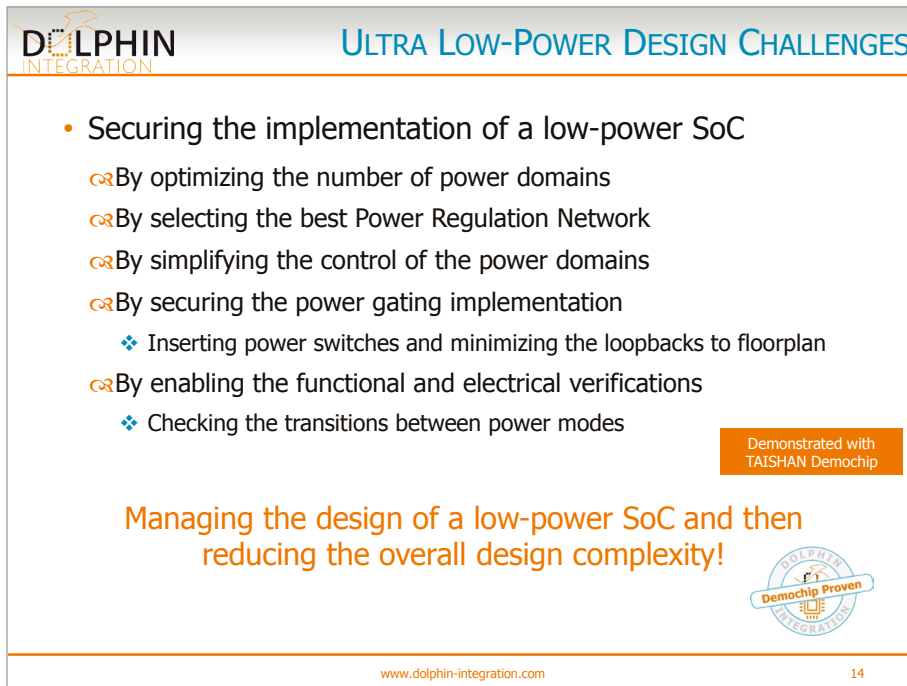 DOLPHIN
INTEGRATION
ULTRA LOW-POWER DESIGN CHALLENGES
• Securing the implementation of a low-power SoC
By optimizing the number of power domains
By selecting the best Power Regulation Network
By simplifying the control of the power domains
By securing the power gating implementation
❖ Inserting power switches and minimizing the loopbacks to floorplan
By enabling the functional and electrical verifications
❖ Checking the transitions between power modes
Demonstrated with
TAISHAN Demochip
Managing the design of a low-power SoC and then
reducing the overall design complexity!
DOLPHIN
Demochip Proven
INTEGRATION
www.dolphin-integration.com
14